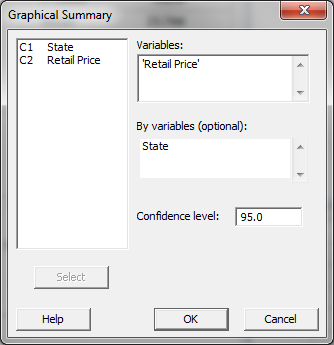 Graphical Summary
C1 State
C2 Retail Price
Variables:
'Retail Price'
By variables (optional):
State
Confidence level:
95.0
Select
Help
OK
Cancel